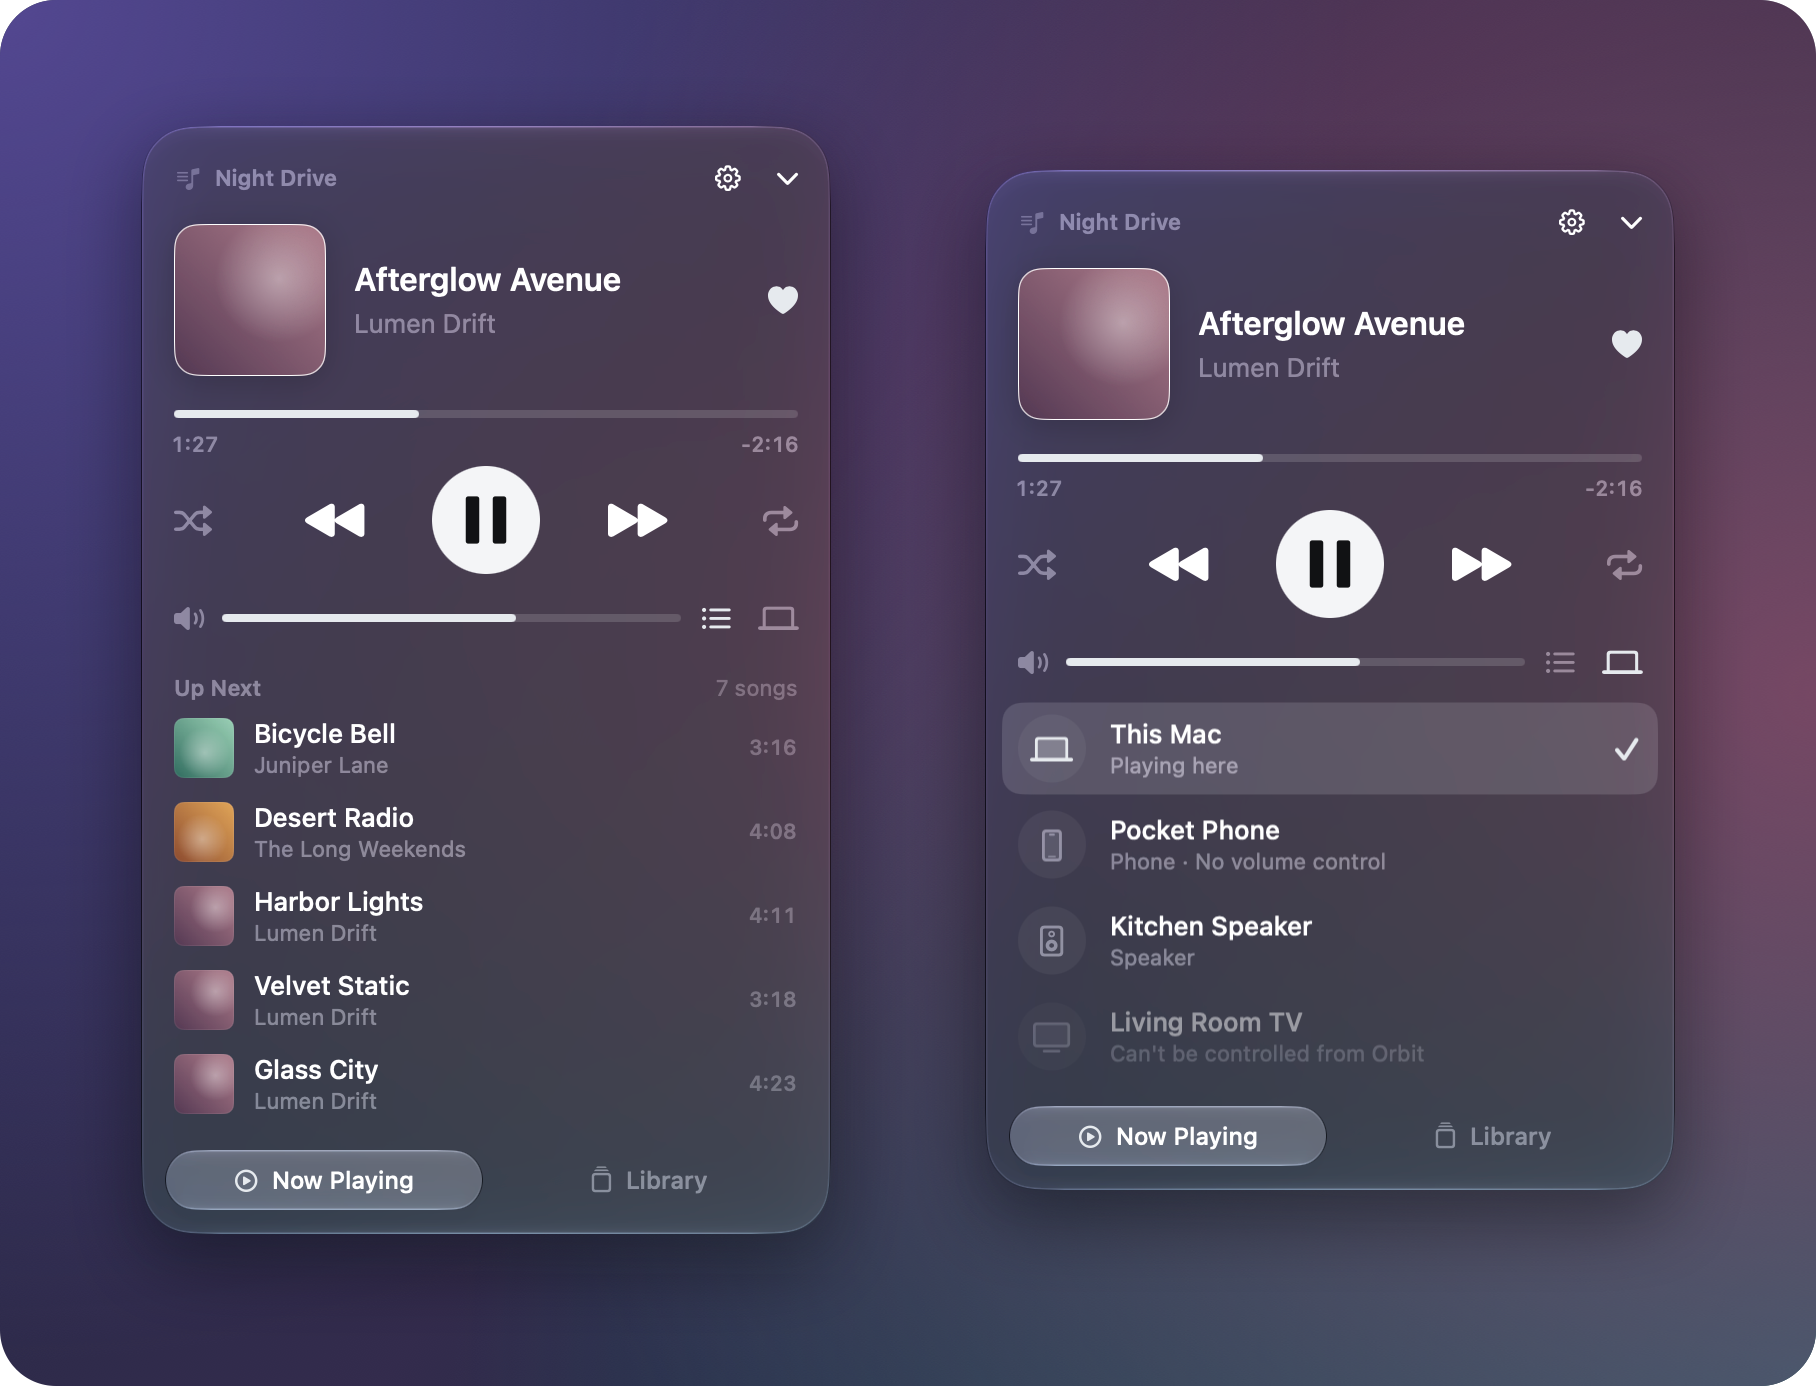 Night Drive
Afterglow Avenue
Lumen Drift
1:27
-2:16
Up Next
7 songs
Bicycle Bell
Juniper Lane
3:16
Desert Radio
The Long Weekends
4:08
Harbor Lights
Lumen Drift
4:11
Velvet Static
Lumen Drift
3:18
Glass City
Lumen Drift
4:23
Now Playing
Library
Night Drive
Afterglow Avenue
Lumen Drift
1:27
-2:16
This Mac
Playing here
Pocket Phone
Phone · No volume control
Kitchen Speaker
Speaker
Living Room TV
Can't be controlled from Orbit
Now Playing
Library